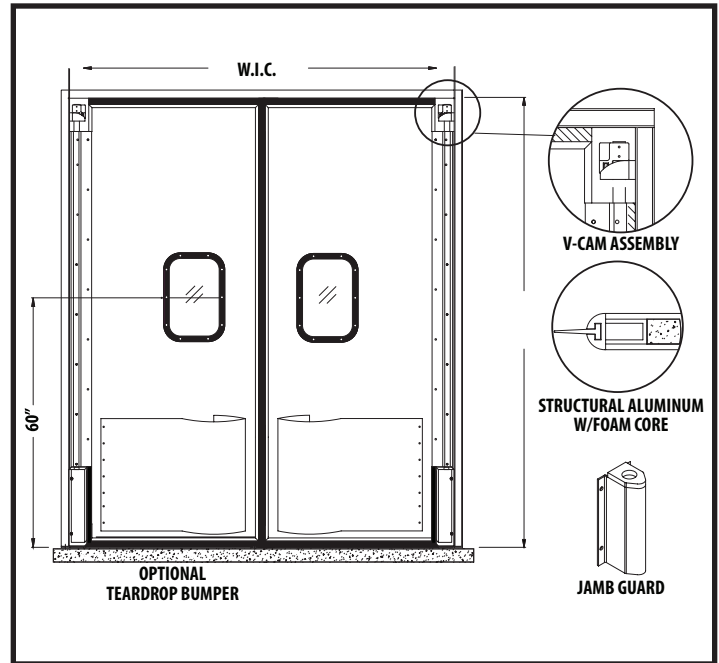 W.I.C.
60"
V-CAM ASSEMBLY
STRUCTURAL ALUMINUM
W/FOAM CORE
OPTIONAL
TEARDROP BUMPER
JAMB GUARD